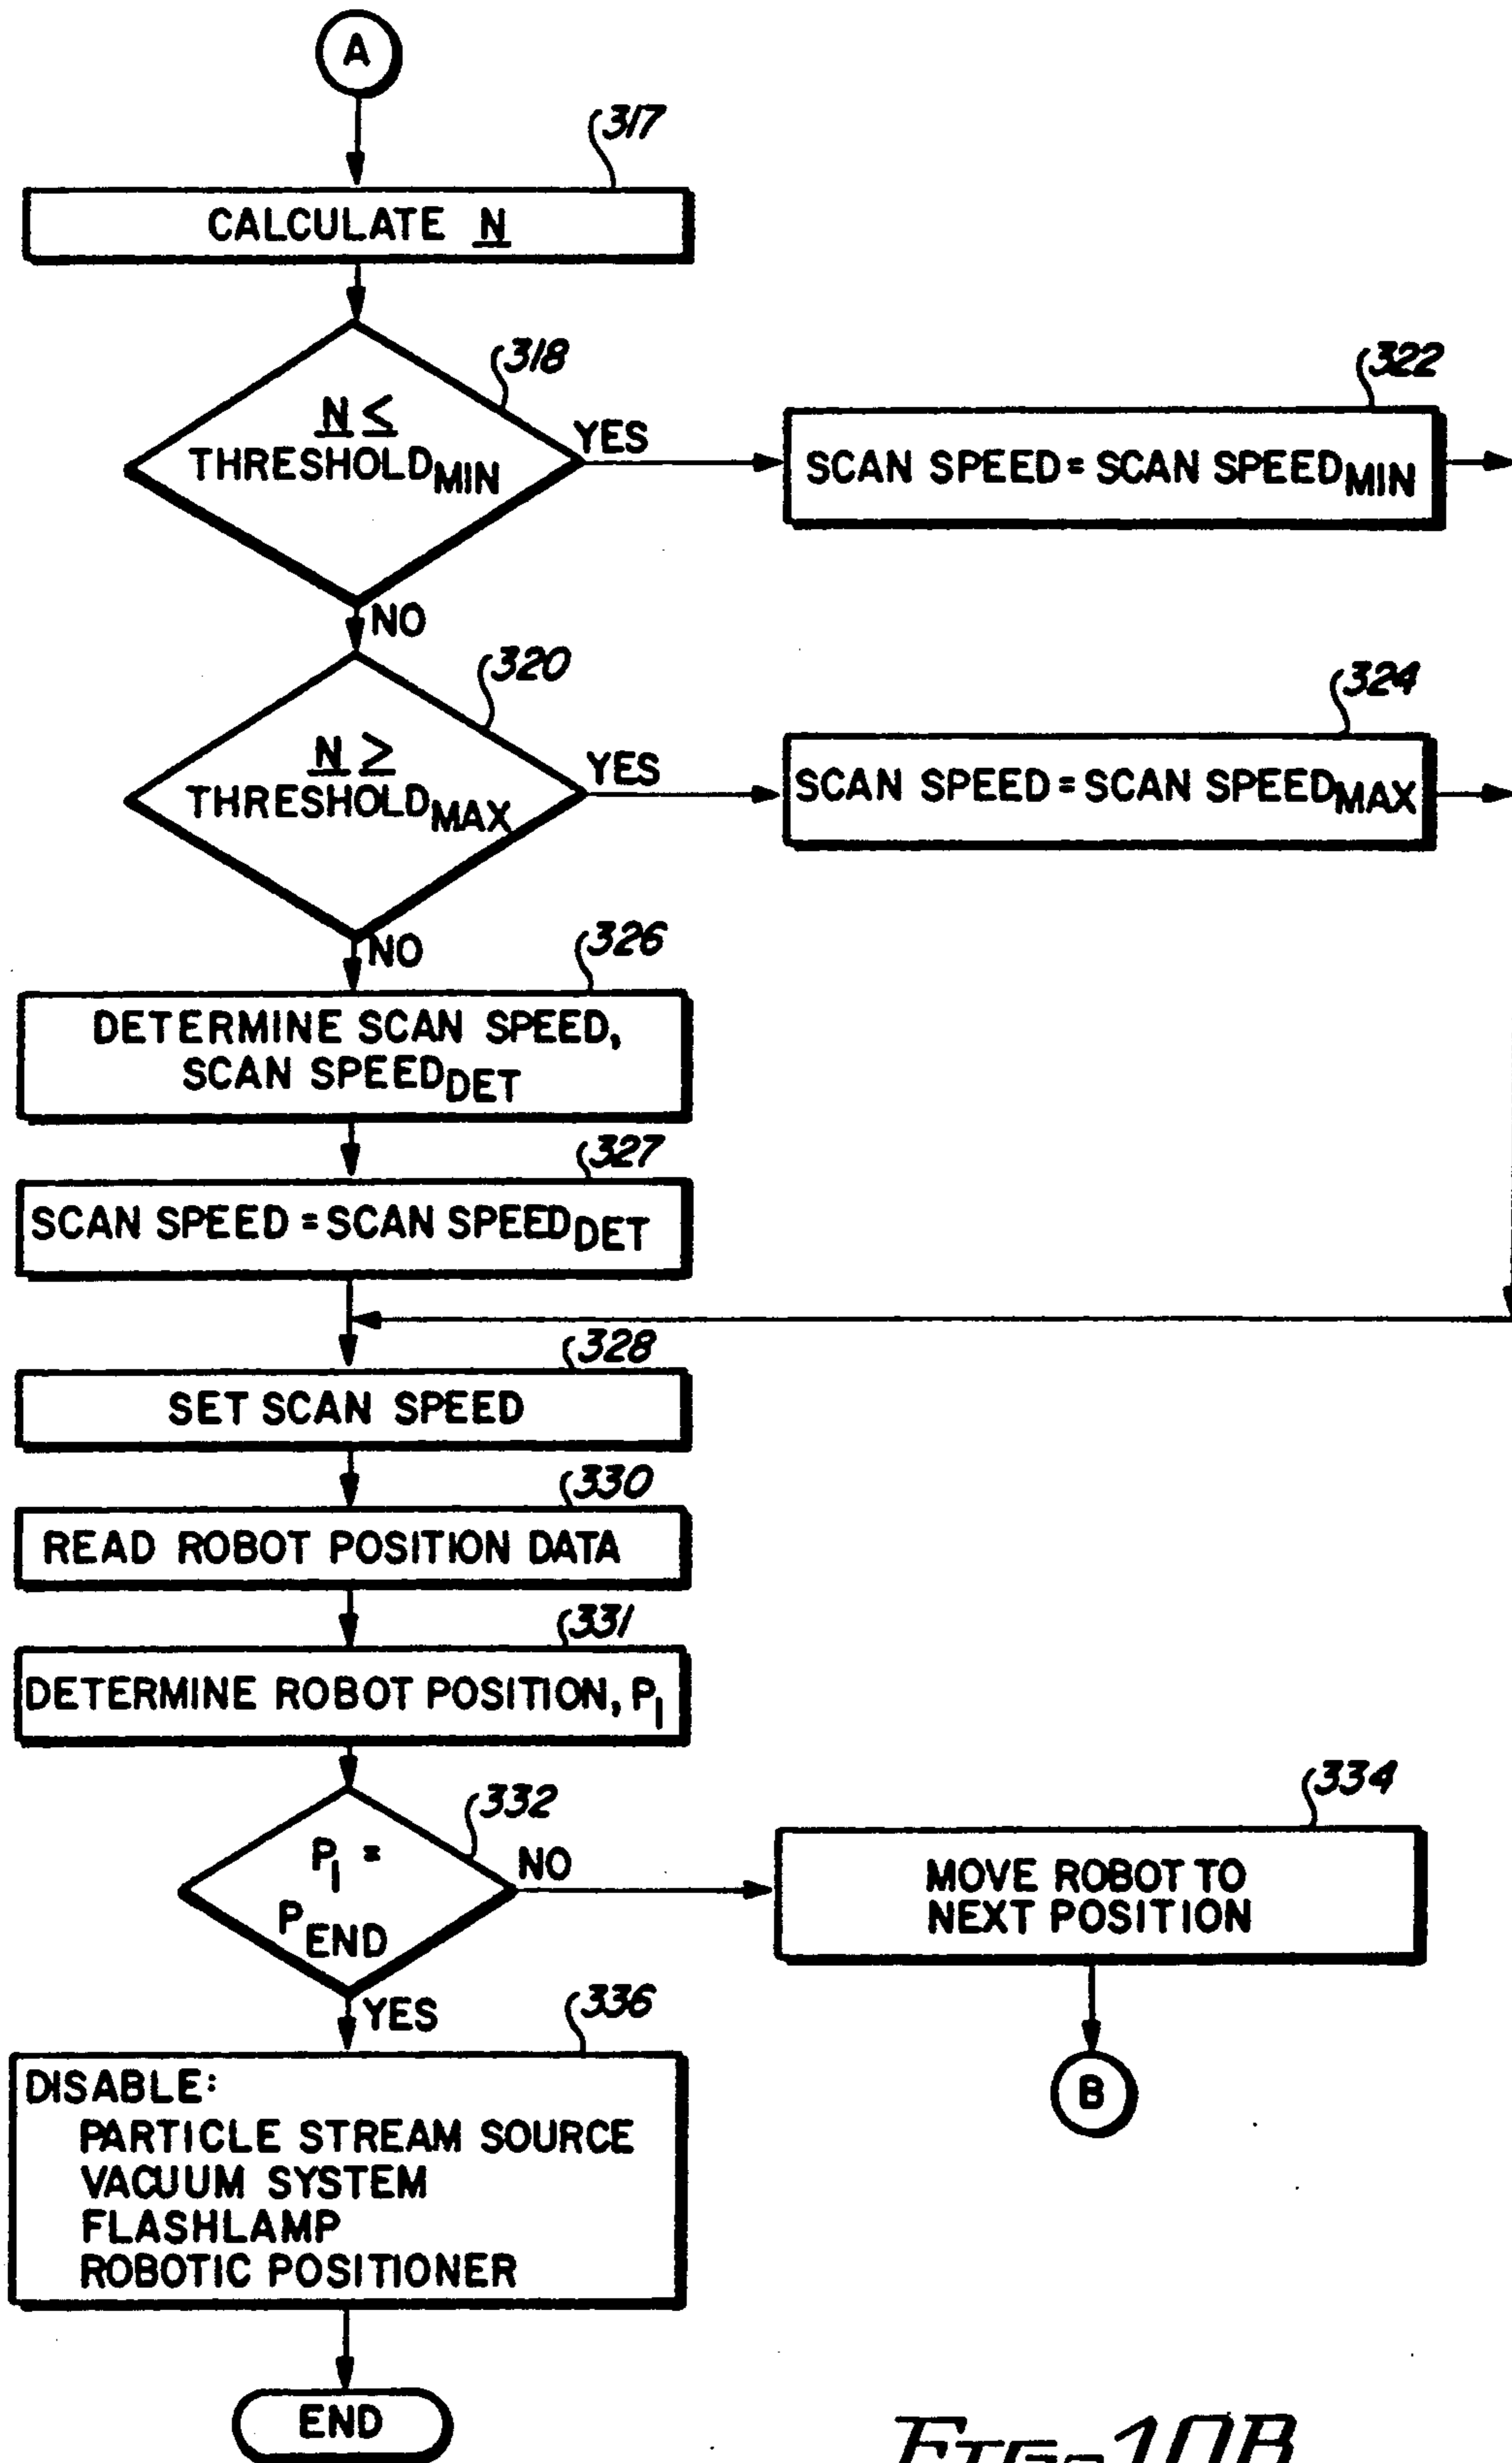 A
317
CALCULATE N
318
N ≤
THRESHOLDMIN
YES
322
SCAN SPEED = SCAN SPEEDMIN
NO
320
N ≥
THRESHOLDMAX
YES
324
SCAN SPEED = SCAN SPEEDMAX
NO
326
DETERMINE SCAN SPEED,
SCAN SPEEDDET
327
SCAN SPEED = SCAN SPEEDDET
328
SET SCAN SPEED
330
READ ROBOT POSITION DATA
331
DETERMINE ROBOT POSITION, PI
332
PI =
PEND
NO
334
MOVE ROBOT TO
NEXT POSITION
B
YES
336
DISABLE:
PARTICLE STREAM SOURCE
VACUUM SYSTEM
FLASHLAMP
ROBOTIC POSITIONER
END
FIG. 10B